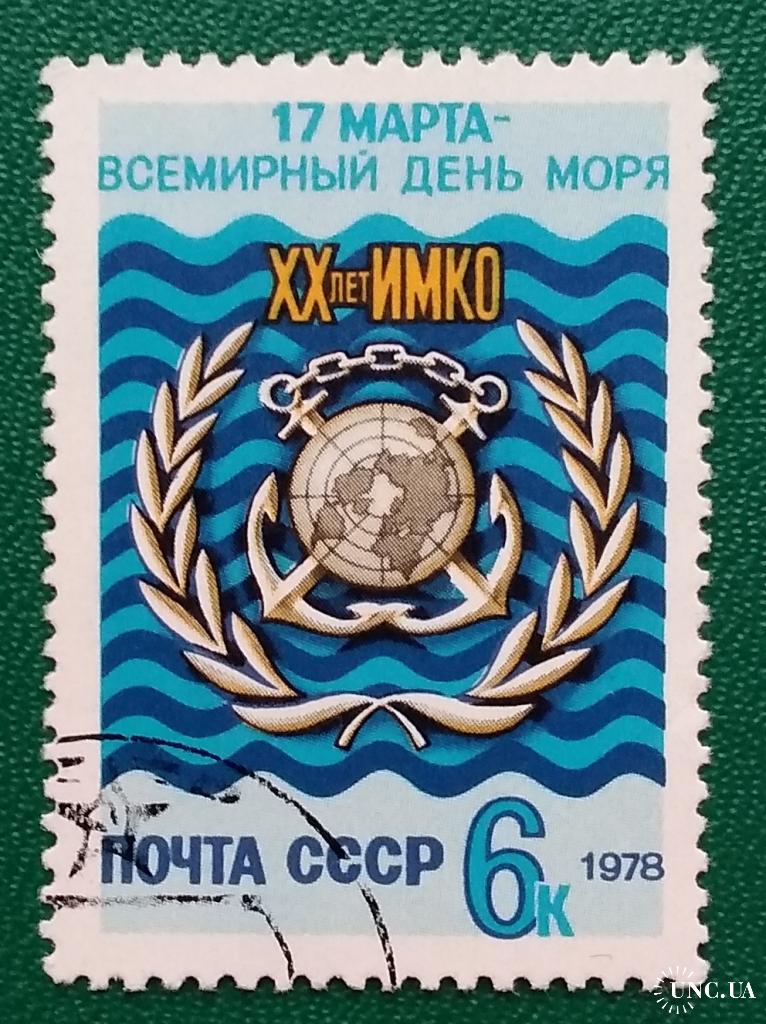 17 МАРТА-
ВСЕМИРНЫЙ ДЕНЬ МОРЯ
XX ЛЕТ ИМКО
ПОЧТА СССР 6к 1978
UNC.UA